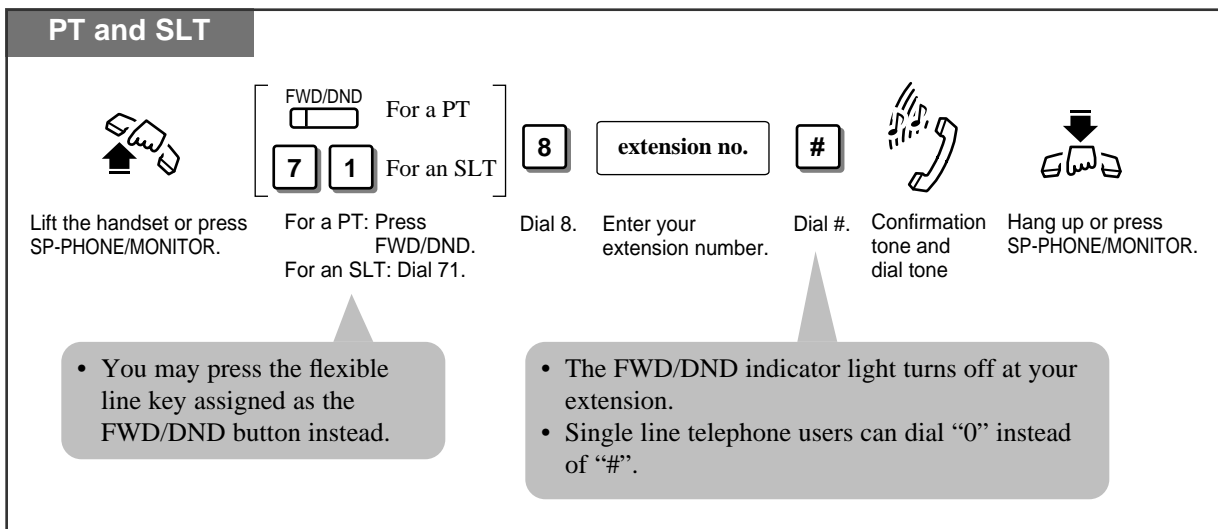 PT and SLT
FWD/DND
For a PT
7 1 For an SLT
8
extension no.
#
Lift the handset or press
SP-PHONE/MONITOR.
For a PT: Press
FWD/DND.
For an SLT: Dial 71.
Dial 8.
Enter your
extension number.
Dial #.
Confirmation
tone and
dial tone
Hang up or press
SP-PHONE/MONITOR.
• You may press the flexible
line key assigned as the
FWD/DND button instead.
• The FWD/DND indicator light turns off at your
extension.
• Single line telephone users can dial “0” instead
of “#”.